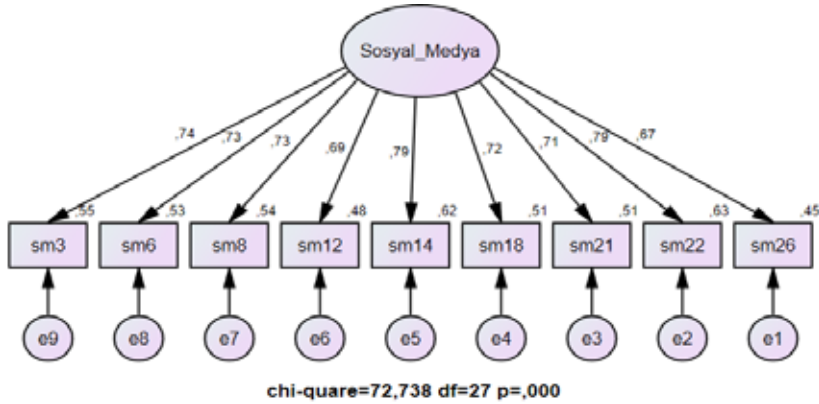 Sosyal_Medya
,74 ,73 ,73 ,69 ,79 ,72 ,71 ,79 ,67
,55 ,53 ,54 ,48 ,62 ,51 ,51 ,63 ,45
sm3 sm6 sm8 sm12 sm14 sm18 sm21 sm22 sm26
e9 e8 e7 e6 e5 e4 e3 e2 e1
chi-quare=72,738 df=27 p=,000